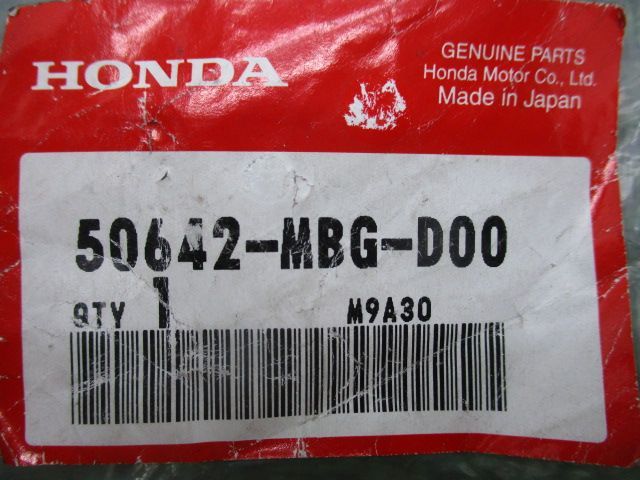 HONDA
GENUINE PARTS
Honda Motor Co., Ltd.
Made in Japan
50642-MBG-D00
QTY 1 M9A30